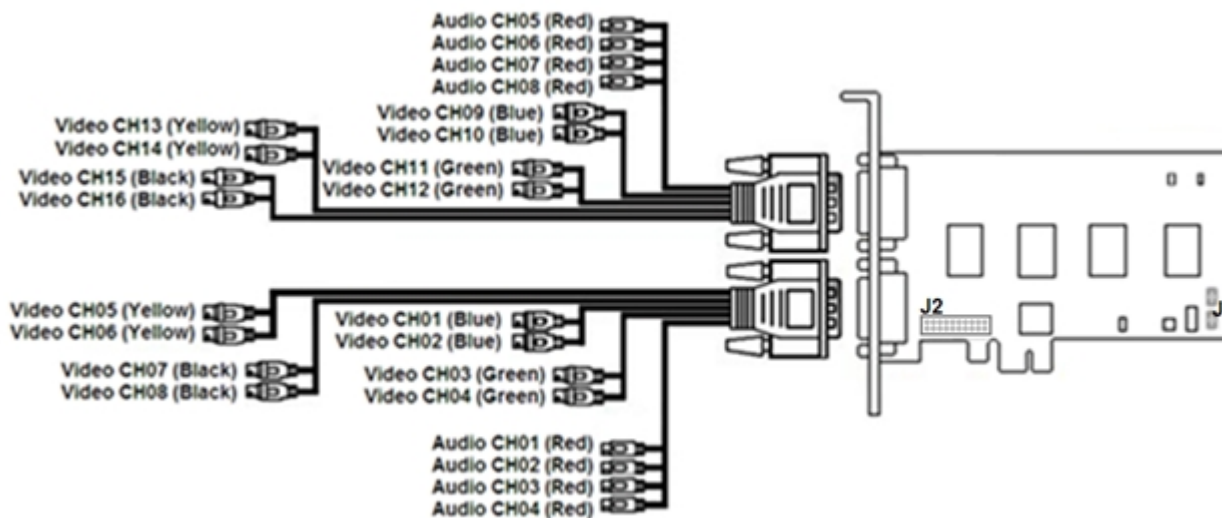 Audio CH05 (Red)
Audio CH06 (Red)
Audio CH07 (Red)
Audio CH08 (Red)
Video CH09 (Blue)
Video CH10 (Blue)
Video CH13 (Yellow)
Video CH14 (Yellow)
Video CH11 (Green)
Video CH12 (Green)
Video CH15 (Black)
Video CH16 (Black)
Video CH05 (Yellow)
Video CH06 (Yellow)
Video CH01 (Blue)
Video CH02 (Blue)
Video CH07 (Black)
Video CH08 (Black)
Video CH03 (Green)
Video CH04 (Green)
Audio CH01 (Red)
Audio CH02 (Red)
Audio CH03 (Red)
Audio CH04 (Red)
J2
J